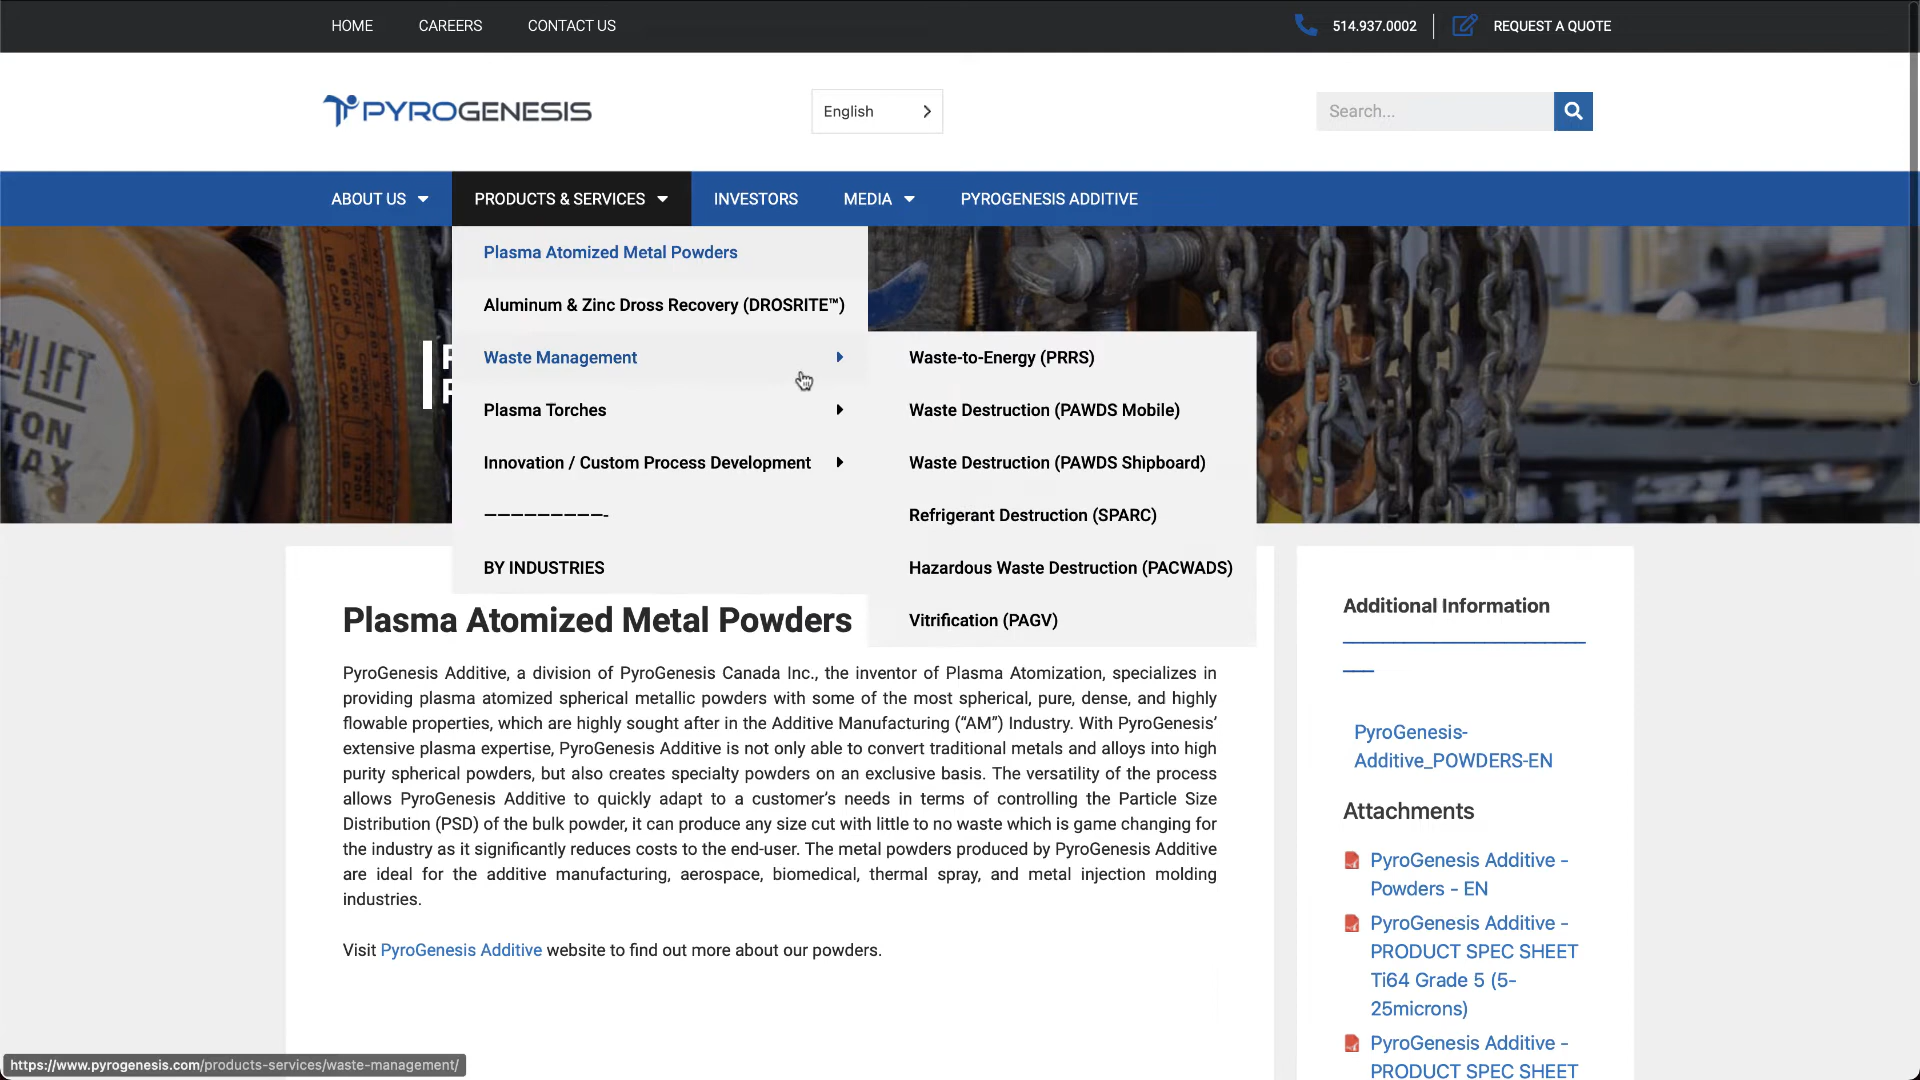 HOME CAREERS CONTACT US 514.937.0002 REQUEST A QUOTE
PYROGENESIS English Search...
ABOUT US PRODUCTS & SERVICES INVESTORS MEDIA PYROGENESIS ADDITIVE
Plasma Atomized Metal Powders
Aluminum & Zinc Dross Recovery (DROSRITE™)
Waste Management
Plasma Torches
Innovation / Custom Process Development
——————————-
BY INDUSTRIES
Waste-to-Energy (PRRS)
Waste Destruction (PAWDS Mobile)
Waste Destruction (PAWDS Shipboard)
Refrigerant Destruction (SPARC)
Hazardous Waste Destruction (PACWADS)
Vitrification (PAGV)
Plasma Atomized Metal Powders
PyroGenesis Additive, a division of PyroGenesis Canada Inc., the inventor of Plasma Atomization, specializes in
providing plasma atomized spherical metallic powders with some of the most spherical, pure, dense, and highly
flowable properties, which are highly sought after in the Additive Manufacturing (“AM”) Industry. With PyroGenesis’
extensive plasma expertise, PyroGenesis Additive is not only able to convert traditional metals and alloys into high
purity spherical powders, but also creates specialty powders on an exclusive basis. The versatility of the process
allows PyroGenesis Additive to quickly adapt to a customer’s needs in terms of controlling the Particle Size
Distribution (PSD) of the bulk powder, it can produce any size cut with little to no waste which is game changing for
the industry as it significantly reduces costs to the end-user. The metal powders produced by PyroGenesis Additive
are ideal for the additive manufacturing, aerospace, biomedical, thermal spray, and metal injection molding
industries.
Visit PyroGenesis Additive website to find out more about our powders.
Additional Information
PyroGenesis-
Additive_POWDERS-EN
Attachments
PyroGenesis Additive -
Powders - EN
PyroGenesis Additive -
PRODUCT SPEC SHEET
Ti64 Grade 5 (5-
25microns)
PyroGenesis Additive -
PRODUCT SPEC SHEET
https://www.pyrogenesis.com/products-services/waste-management/